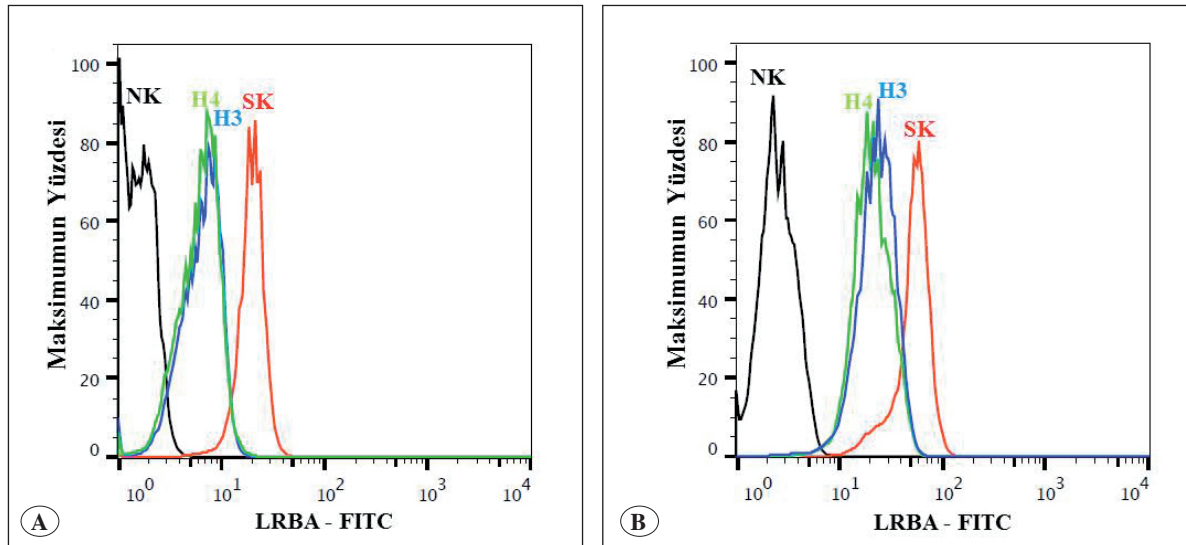 100
80
60
40
20
0
Maksimumun Yüzdesi
NK
H4
H3
SK
10^0
10^1
10^2
10^3
10^4
LRBA - FITC
A
100
80
60
40
20
0
Maksimumun Yüzdesi
NK
H4
H3
SK
10^0
10^1
10^2
10^3
10^4
LRBA - FITC
B